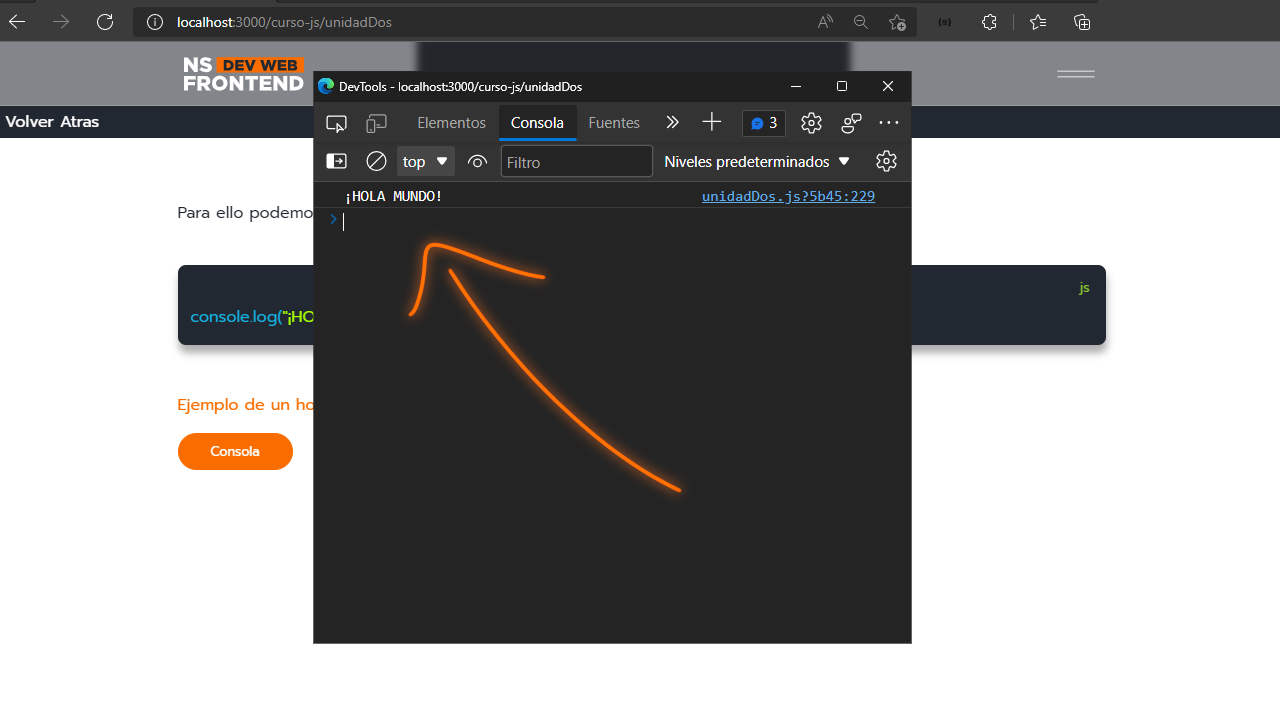 localhost:3000/curso-js/unidadDos
NS DEV WEB
FRONTEND
DevTools - localhost:3000/curso-js/unidadDos
Volver Atras
Elementos Consola Fuentes 3
top Filtro Niveles predeterminados
¡HOLA MUNDO! unidadDos.js?5b45:229
Para ello podemo
js
console.log("¡HO
Ejemplo de un ho
Consola